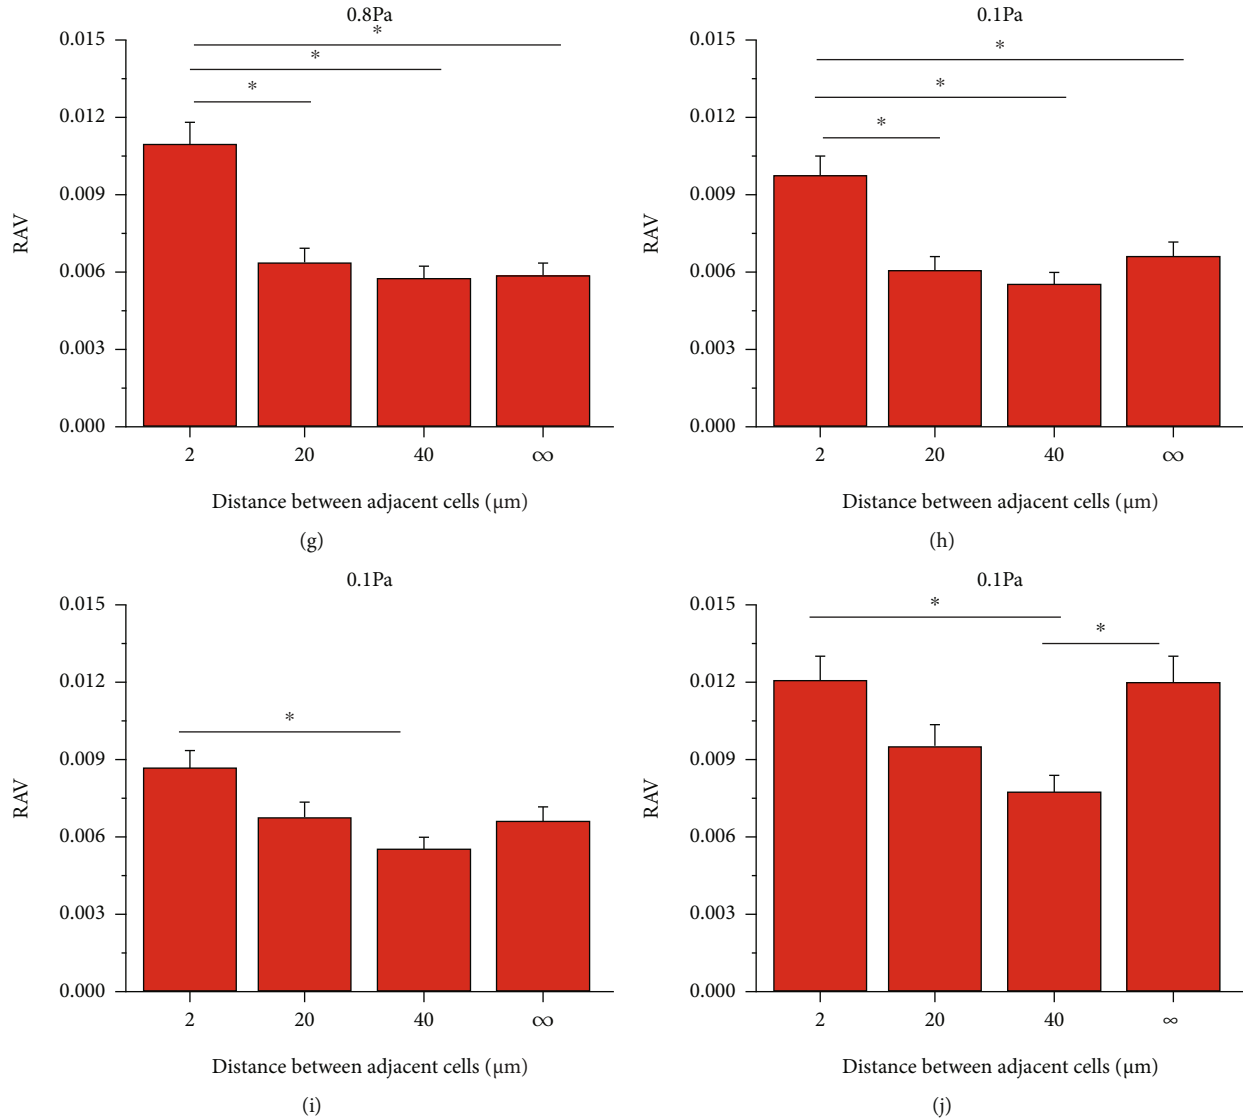 0.8Pa
0.015
0.012
0.009
0.006
0.003
0.000
RAV
* * *
2 20 40 ∞
Distance between adjacent cells (μm)
(g)
0.1Pa
0.015
0.012
0.009
0.006
0.003
0.000
RAV
* * *
2 20 40 ∞
Distance between adjacent cells (μm)
(h)
0.1Pa
0.015
0.012
0.009
0.006
0.003
0.000
RAV
*
2 20 40 ∞
Distance between adjacent cells (μm)
(i)
0.1Pa
0.015
0.012
0.009
0.006
0.003
0.000
RAV
* *
2 20 40 ∞
Distance between adjacent cells (μm)
(j)